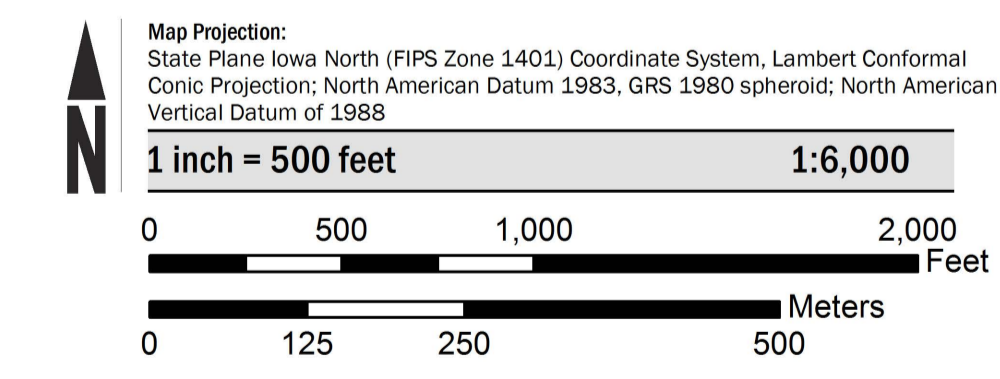 Map Projection:
State Plane Iowa North (FIPS Zone 1401) Coordinate System, Lambert Conformal
Conic Projection; North American Datum 1983, GRS 1980 spheroid; North American
Vertical Datum of 1988
N
1 inch = 500 feet 1:6,000
0 500 1,000 2,000
Feet
Meters
0 125 250 500